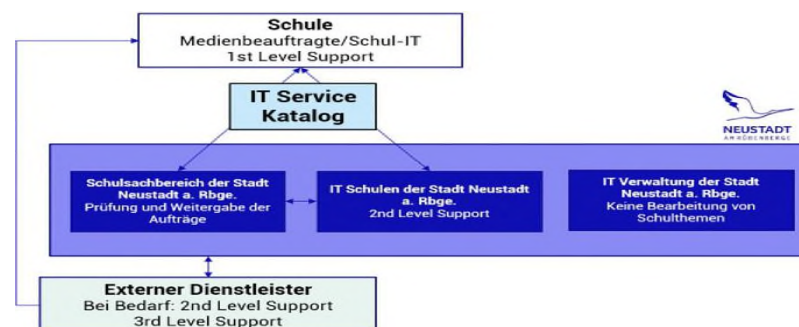 Schule
Medienbeauftragte/Schul-IT
1st Level Support
IT Service
Katalog
NEUSTADT
AM RÜBENBERGE
Schulsachbereich der Stadt
Neustadt a. Rbge.
Prüfung und Weitergabe der
Aufträge
IT Schulen der Stadt Neustadt
a. Rbge.
2nd Level Support
IT Verwaltung der Stadt
Neustadt a. Rbge.
Keine Bearbeitung von
Schulthemen
Externer Dienstleister
Bei Bedarf: 2nd Level Support
3rd Level Support